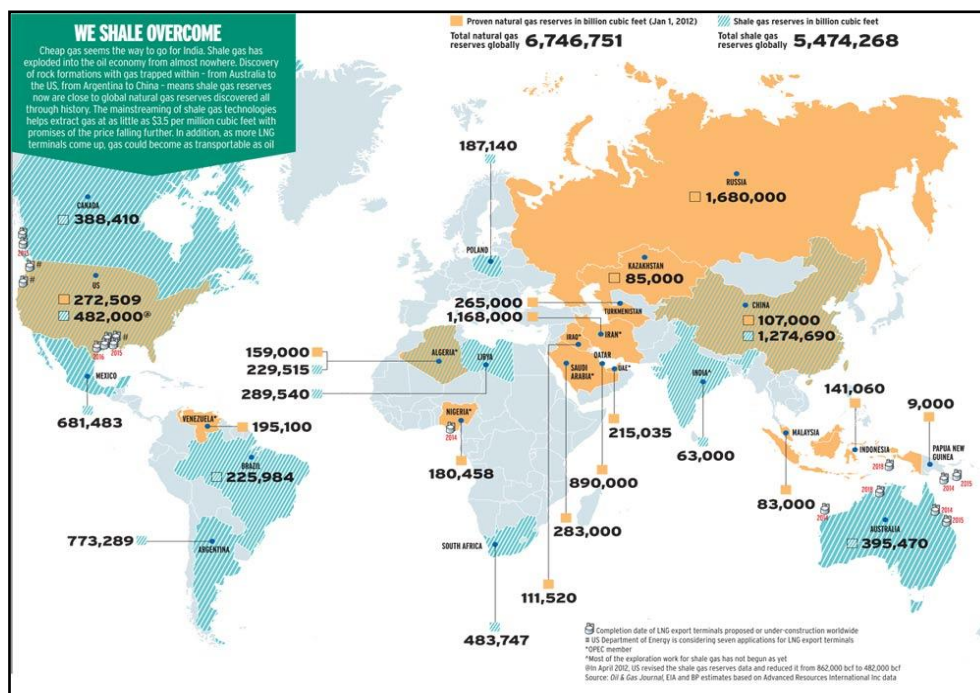 WE SHALE OVERCOME
Cheap gas seems the way to go for India. Shale gas has
exploded into the oil economy from almost nowhere. Discovery
of rock formations with gas trapped within – from Australia to
the US, from Argentina to China – means shale gas reserves
now are close to global natural gas reserves discovered all
through history. The mainstreaming of shale gas technologies
helps extract gas at as little as $3.5 per million cubic feet with
promises of the price falling further. In addition, as more LNG
terminals come up, gas could become as transportable as oil
Proven natural gas reserves in billion cubic feet (Jan 1, 2012)
Total natural gas
reserves globally 6,746,751
Shale gas reserves in billion cubic feet
Total shale gas
reserves globally 5,474,268
187,140
POLAND
RUSSIA
1,680,000
CANADA
388,410
KAZAKHSTAN
85,000
US
272,509
482,000@
#
#
#
2016
2015
265,000
TURKMENISTAN
1,168,000
IRAN*
CHINA
107,000
1,274,690
159,000
229,515
ALGERIA*
289,540
LIBYA
IRAQ*
SAUDI
ARABIA*
QATAR
UAE*
INDIA^
MEXICO
681,483
VENEZUELA*
195,100
NIGERIA*
2014
180,458
215,035
63,000
141,060
9,000
MALAYSIA
INDONESIA
PAPUA NEW
GUINEA
BRAZIL
225,984
890,000
83,000
2014
2015
2014
2015
773,289
ARGENTINA
SOUTH AFRICA
283,000
AUSTRALIA
395,470
111,520
483,747
Completion date of LNG export terminals proposed or under-construction worldwide
# US Department of Energy is considering seven applications for LNG export terminals
*OPEC member
^Most of the exploration work for shale gas has not begun as yet
@In April 2012, US revised the shale gas reserves data and reduced it from 862,000 bcf to 482,000 bcf
Source: Oil & Gas Journal, EIA and BP estimates based on Advanced Resources International Inc data